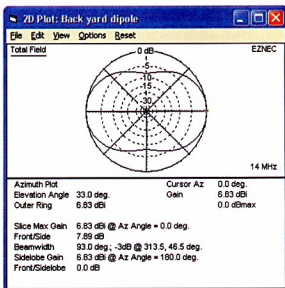 2D Plot: Back yard dipole
File Edit View Options Reset
Total Field
0 dB
EZNEC
-5
-10
-15
-30
14 MHz
Azimuth Plot
Cursor Az 0.0 deg.
Elevation Angle 33.0 deg.
Gain 6.83 dBi
Outer Ring 6.83 dBi
0.0 dBmax
Slice Max Gain 6.83 dBi @ Az Angle = 0.0 deg.
Front/Side 7.89 dB
Beamwidth 93.0 deg.; -3dB @ 313.5, 46.5 deg.
Sidelobe Gain 6.83 dBi @ Az Angle = 180.0 deg.
Front/Sidelobe 0.0 dB